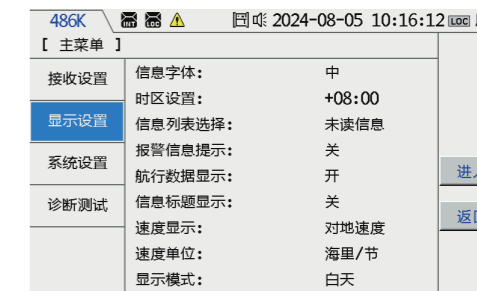 486K INT LOC 2024-08-05 10:16:12 LOC
[ 主菜单 ]
接收设置
显示设置
系统设置
诊断测试
信息字体: 中
时区设置: +08:00
信息列表选择: 未读信息
报警信息提示: 关
航行数据显示: 开
信息标题显示: 关
速度显示: 对地速度
速度单位: 海里/节
显示模式: 白天
进
返